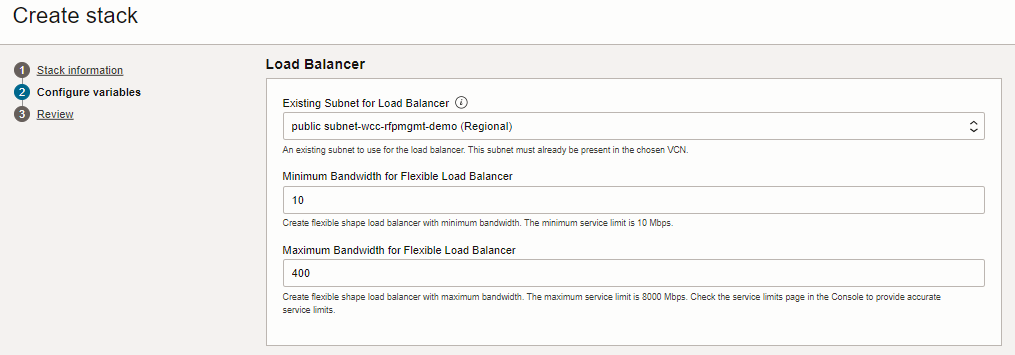 Create stack
1 Stack information
2 Configure variables
3 Review
Load Balancer
Existing Subnet for Load Balancer i
public subnet-wcc-rfpmgmt-demo (Regional)
An existing subnet to use for the load balancer. This subnet must already be present in the chosen VCN.
Minimum Bandwidth for Flexible Load Balancer
10
Create flexible shape load balancer with minimum bandwidth. The minimum service limit is 10 Mbps.
Maximum Bandwidth for Flexible Load Balancer
400
Create flexible shape load balancer with maximum bandwidth. The maximum service limit is 8000 Mbps. Check the service limits page in the Console to provide accurate
service limits.